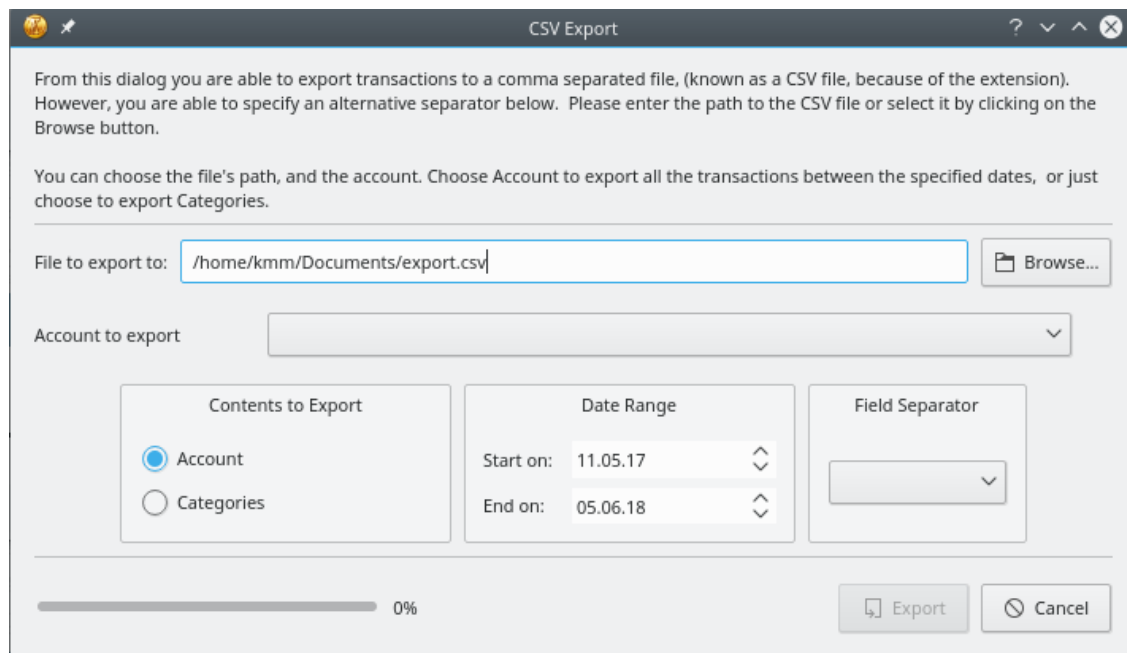 CSV Export
From this dialog you are able to export transactions to a comma separated file, (known as a CSV file, because of the extension).
However, you are able to specify an alternative separator below.  Please enter the path to the CSV file or select it by clicking on the
Browse button.
You can choose the file's path, and the account. Choose Account to export all the transactions between the specified dates,  or just
choose to export Categories.
File to export to: /home/kmm/Documents/export.csv Browse...
Account to export
Contents to Export Date Range Field Separator
Account Start on: 11.05.17
Categories End on: 05.06.18
0% Export Cancel